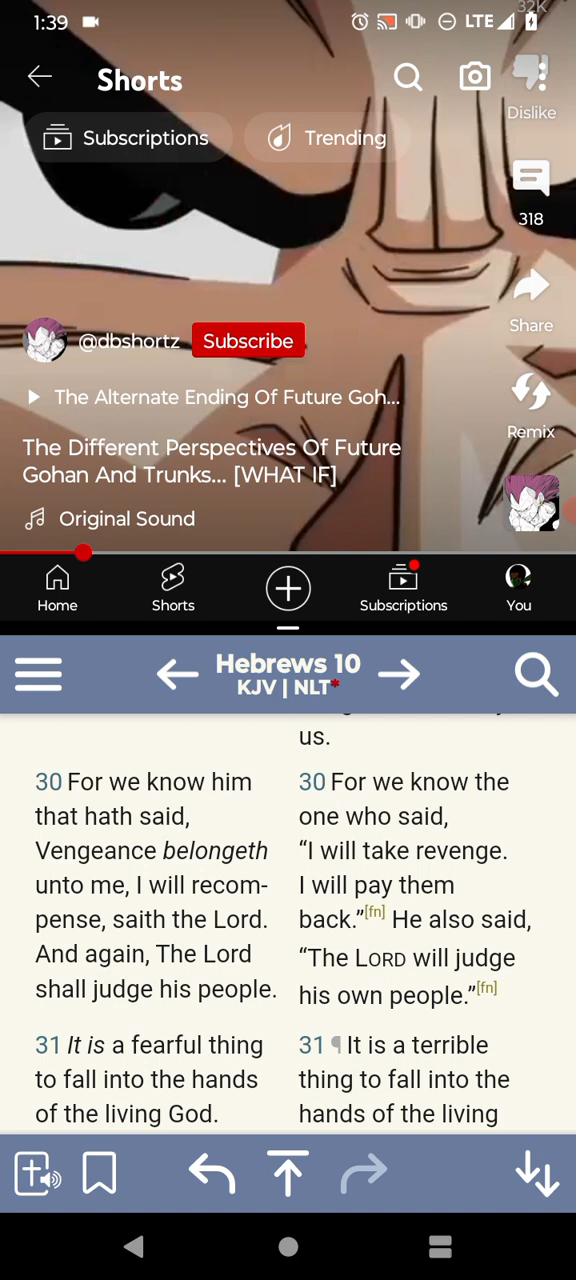 32K
1:39
LTE
Shorts
Subscriptions
Trending
Dislike
318
Share
@dbshortz Subscribe
The Alternate Ending Of Future Goh...
Remix
The Different Perspectives Of Future
Gohan And Trunks... [WHAT IF]
Original Sound
Home
Shorts
Subscriptions
You
Hebrews 10
KJV | NLT*
us.
30 For we know him
that hath said,
Vengeance belongeth
unto me, I will recom-
pense, saith the Lord.
And again, The Lord
shall judge his people.
30 For we know the
one who said,
“I will take revenge.
I will pay them
back.”[fn] He also said,
“The LORD will judge
his own people.”[fn]
31 It is a fearful thing
to fall into the hands
of the living God.
31 ¶ It is a terrible
thing to fall into the
hands of the living